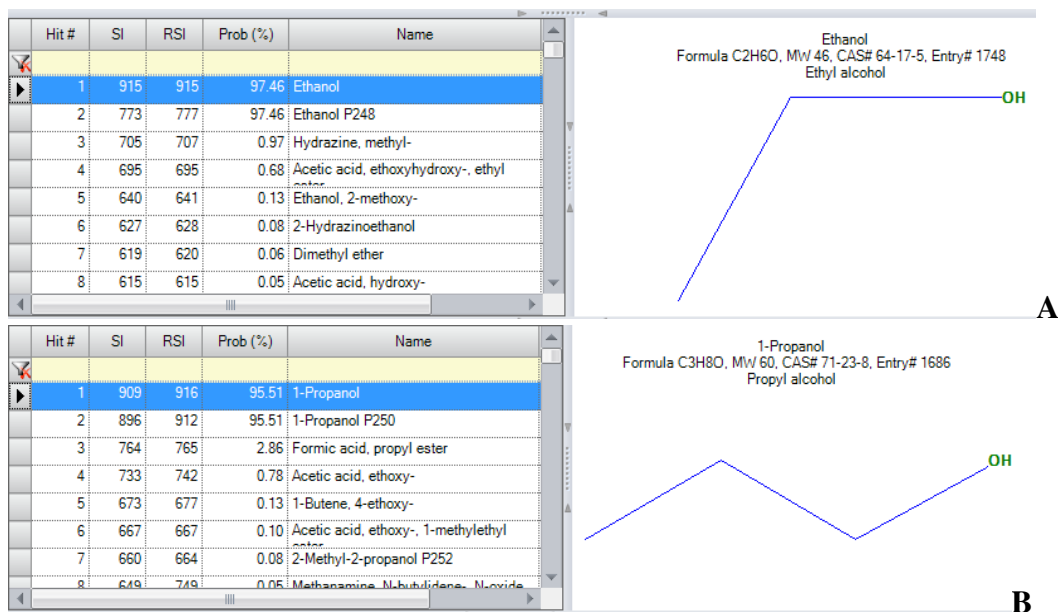 Hit # SI RSI Prob (%) Name
1 915 915 97.46 Ethanol
2 773 777 97.46 Ethanol P248
3 705 707 0.97 Hydrazine, methyl-
4 695 695 0.68 Acetic acid, ethoxyhydroxy-, ethyl
5 640 641 0.13 Ethanol, 2-methoxy-
6 627 628 0.08 2-Hydrazinoethanol
7 619 620 0.06 Dimethyl ether
8 615 615 0.05 Acetic acid, hydroxy-
Ethanol
Formula C2H6O, MW 46, CAS# 64-17-5, Entry# 1748
Ethyl alcohol
OH
A
Hit # SI RSI Prob (%) Name
1 909 916 95.51 1-Propanol
2 896 912 95.51 1-Propanol P250
3 764 765 2.86 Formic acid, propyl ester
4 733 742 0.78 Acetic acid, ethoxy-
5 673 677 0.13 1-Butene, 4-ethoxy-
6 667 667 0.10 Acetic acid, ethoxy-, 1-methylethyl
7 660 664 0.08 2-Methyl-2-propanol P252
8 649 749 0.05 Methanamine, N-butylidene-, N-oxide
1-Propanol
Formula C3H8O, MW 60, CAS# 71-23-8, Entry# 1686
Propyl alcohol
OH
B